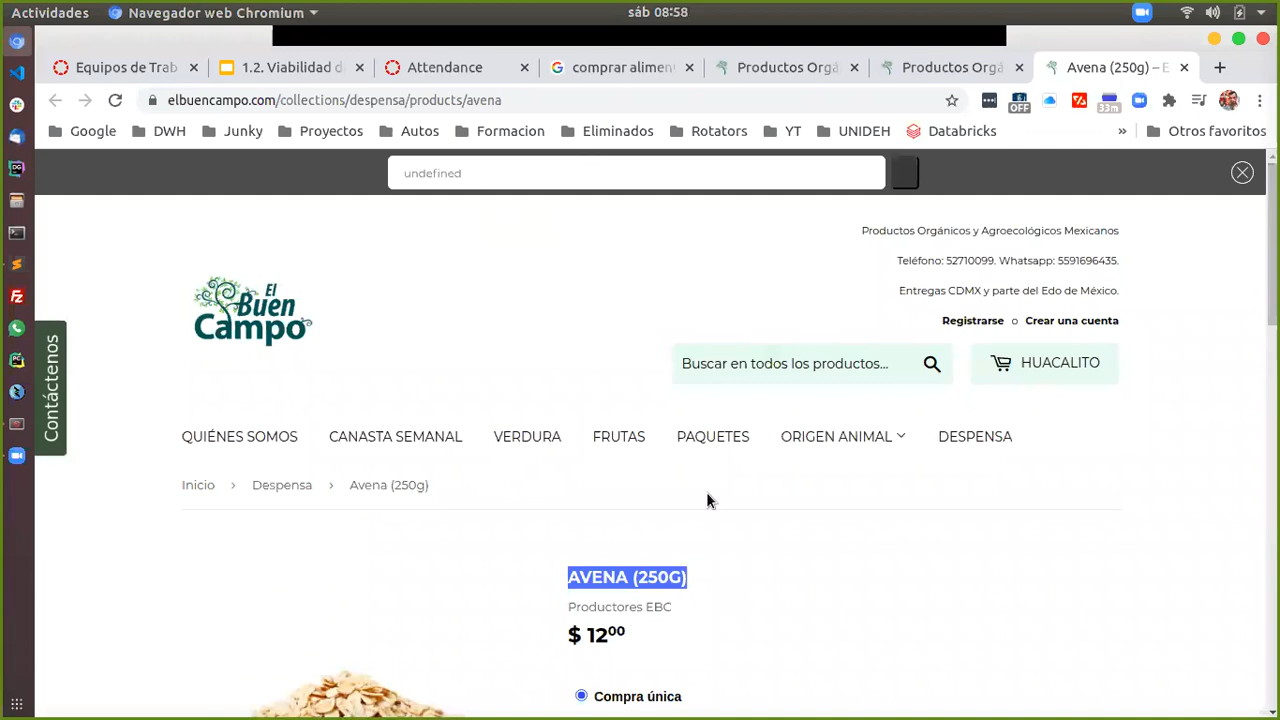 Actividades
Navegador web Chromium
sáb 08:58
Equipos de Trab
1.2. Viabilidad d
Attendance
comprar alimen
Productos Orgá
Productos Orgá
Avena (250g) – E
elbuencampo.com/collections/despensa/products/avena
OFF
33m
Google
DWH
Junky
Proyectos
Autos
Formacion
Eliminados
Rotators
YT
UNIDEH
Databricks
»
Otros favoritos
undefined
Productos Orgánicos y Agroecológicos Mexicanos
Teléfono: 52710099. Whatsapp: 5591696435.
Entregas CDMX y parte del Edo de México.
Registrarse o Crear una cuenta
El
Buen
Campo
Contáctenos
Buscar en todos los productos...
HUACALITO
QUIÉNES SOMOS
CANASTA SEMANAL
VERDURA
FRUTAS
PAQUETES
ORIGEN ANIMAL
DESPENSA
Inicio › Despensa › Avena (250g)
AVENA (250G)
Productores EBC
$ 12⁰⁰
Compra única